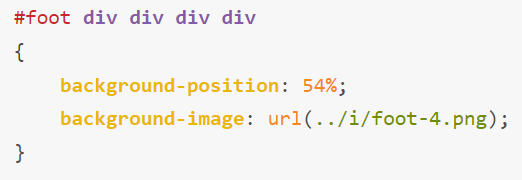 #foot div div div div
{
    background-position: 54%;
    background-image: url(../i/foot-4.png);
}